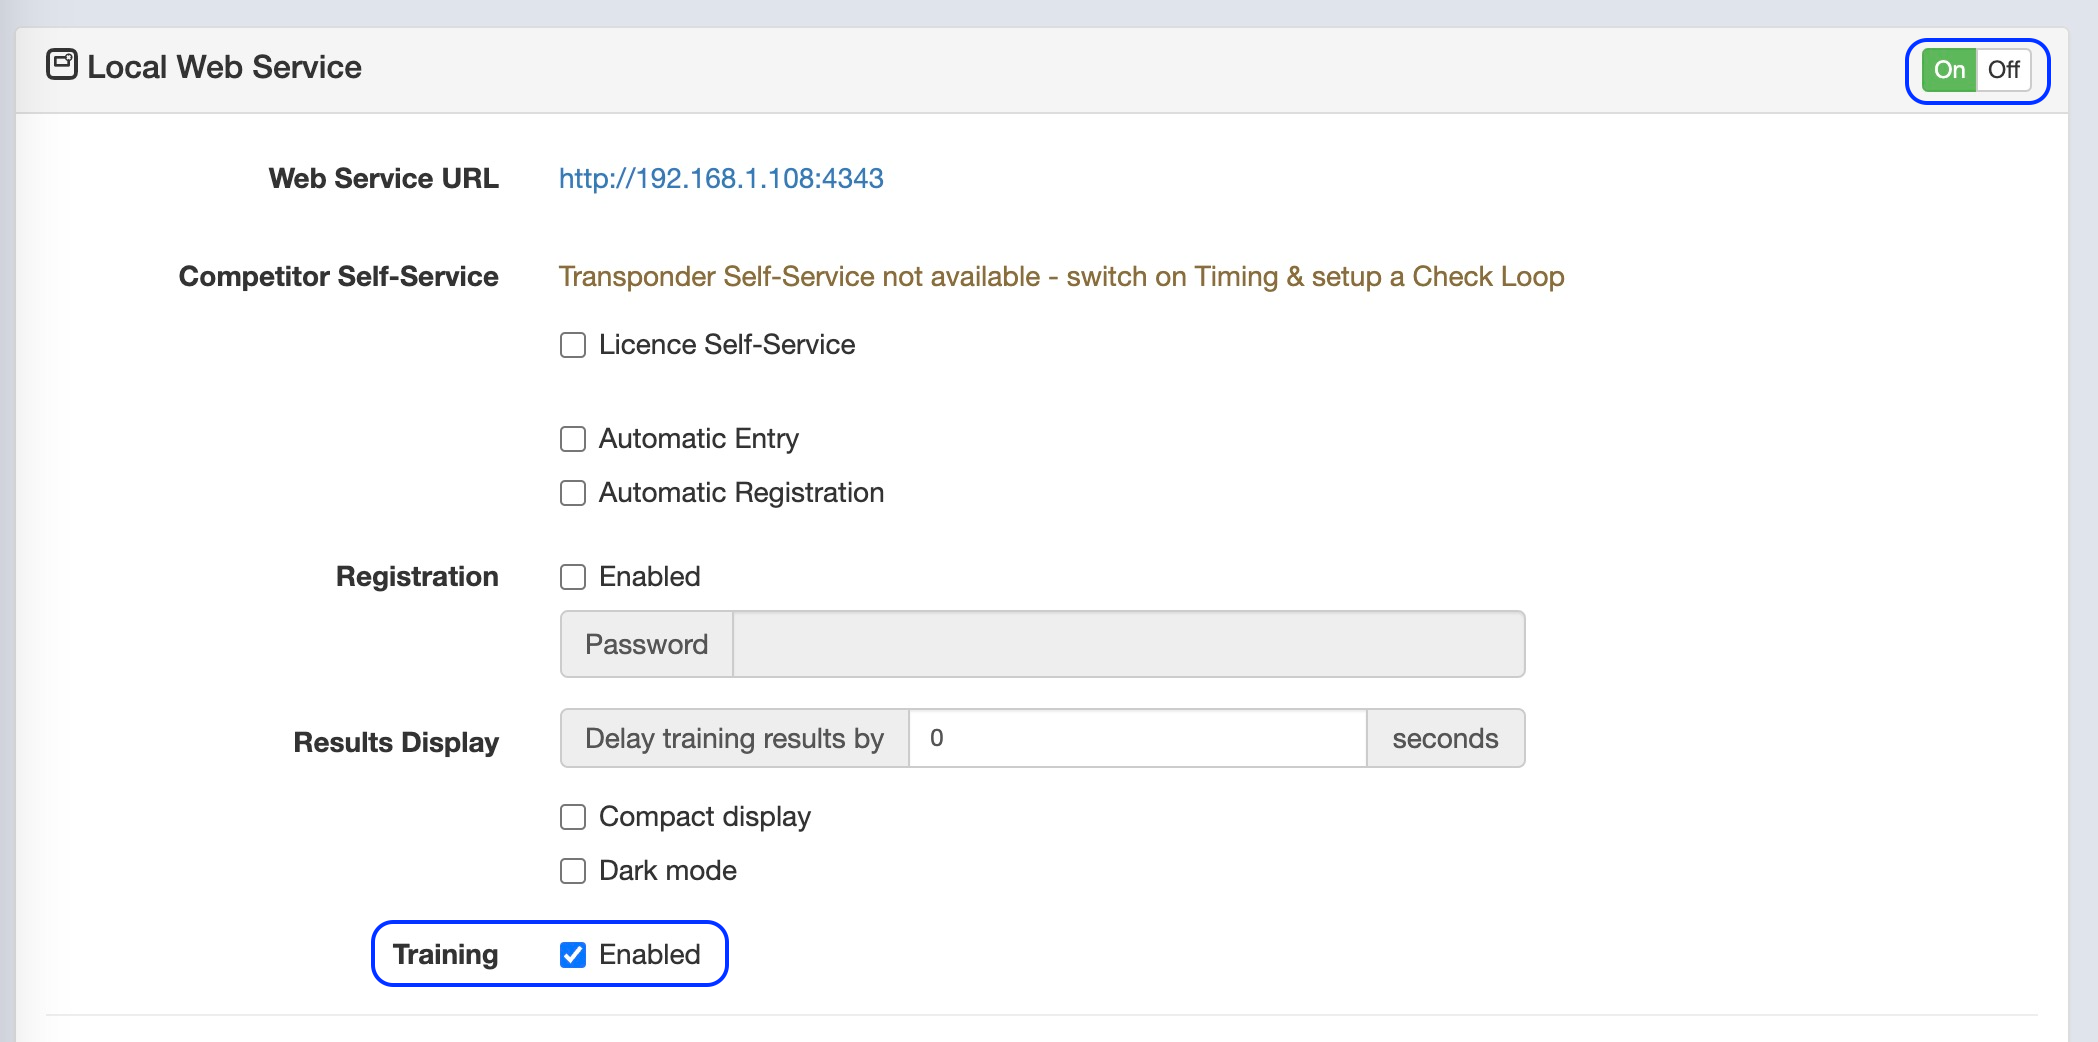 Local Web Service
On Off
Web Service URL http://192.168.1.108:4343
Competitor Self-Service Transponder Self-Service not available - switch on Timing & setup a Check Loop
Licence Self-Service
Automatic Entry
Automatic Registration
Registration Enabled
Password
Results Display Delay training results by 0 seconds
Compact display
Dark mode
Training Enabled